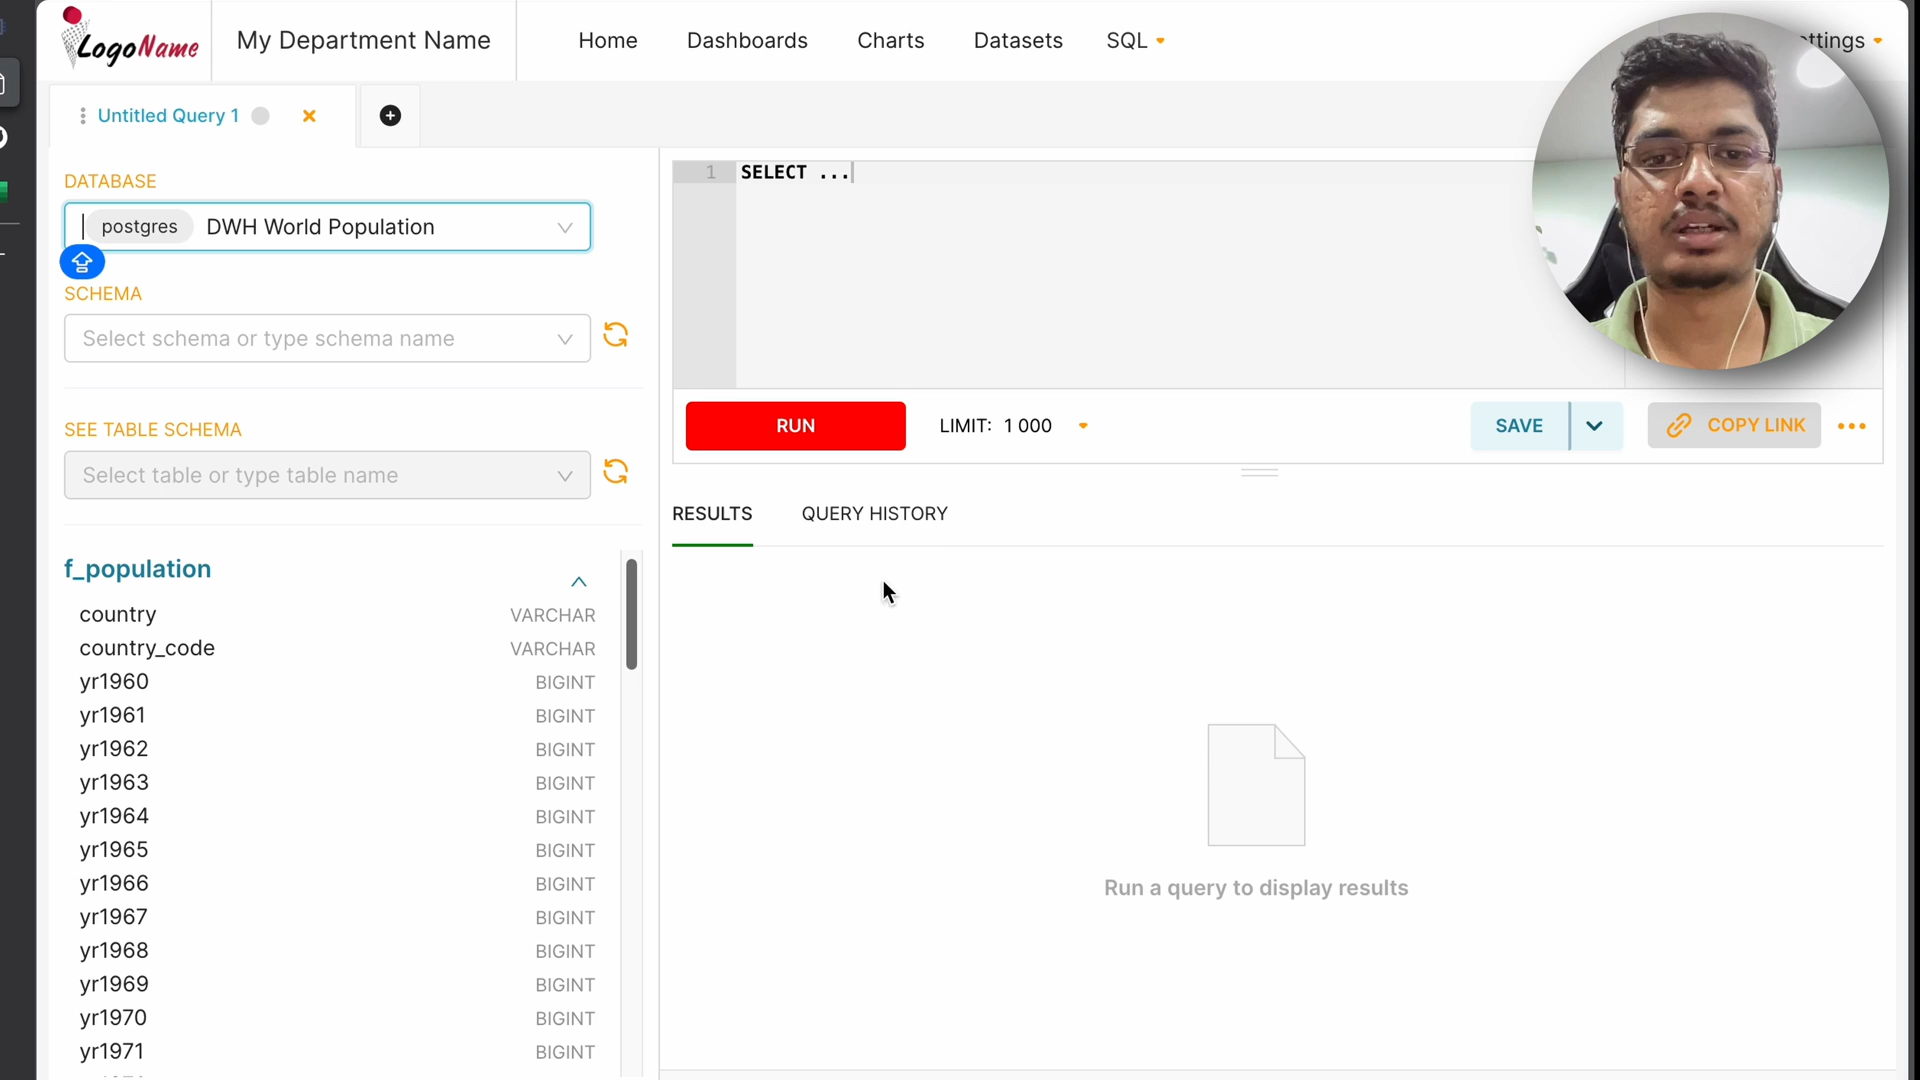 LogoName
My Department Name
Home
Dashboards
Charts
Datasets
SQL
ttings
Untitled Query 1
DATABASE
postgres DWH World Population
SCHEMA
Select schema or type schema name
SEE TABLE SCHEMA
Select table or type table name
f_population
country VARCHAR
country_code VARCHAR
yr1960 BIGINT
yr1961 BIGINT
yr1962 BIGINT
yr1963 BIGINT
yr1964 BIGINT
yr1965 BIGINT
yr1966 BIGINT
yr1967 BIGINT
yr1968 BIGINT
yr1969 BIGINT
yr1970 BIGINT
yr1971 BIGINT
1 SELECT ...
RUN
LIMIT: 1 000
SAVE
COPY LINK
RESULTS
QUERY HISTORY
Run a query to display results